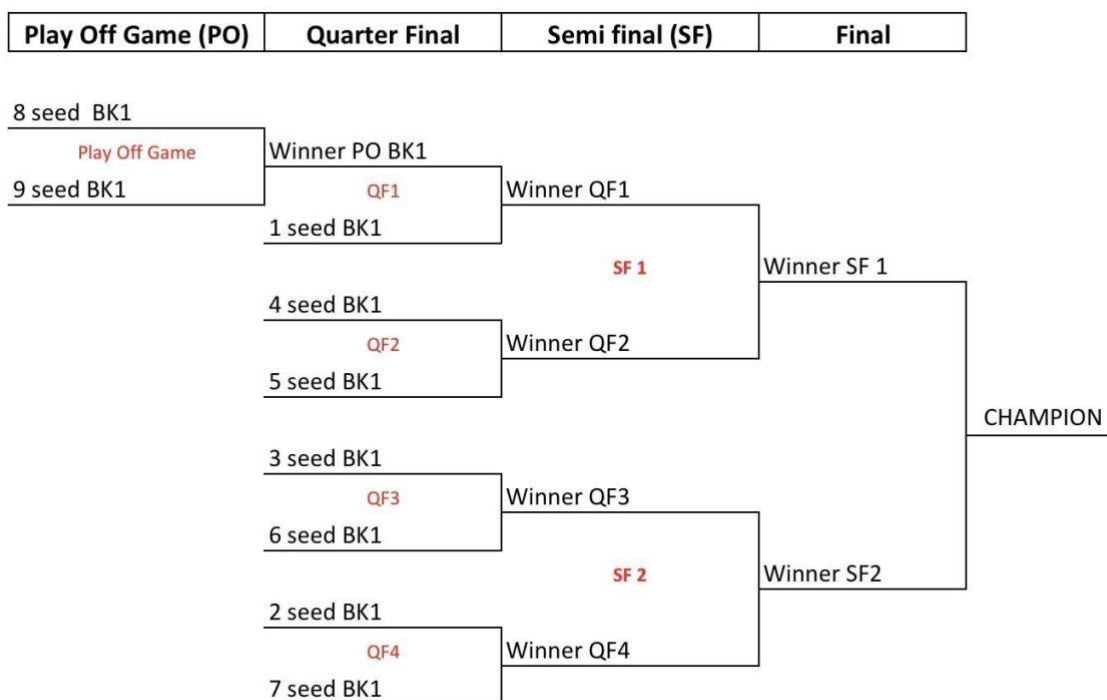 Play Off Game (PO) Quarter Final Semi final (SF) Final
8 seed BK1
Play Off Game
9 seed BK1
Winner PO BK1
QF1
1 seed BK1
Winner QF1
SF 1
4 seed BK1
QF2
5 seed BK1
Winner QF2
Winner SF 1
3 seed BK1
QF3
6 seed BK1
Winner QF3
SF 2
2 seed BK1
QF4
7 seed BK1
Winner QF4
Winner SF2
CHAMPION